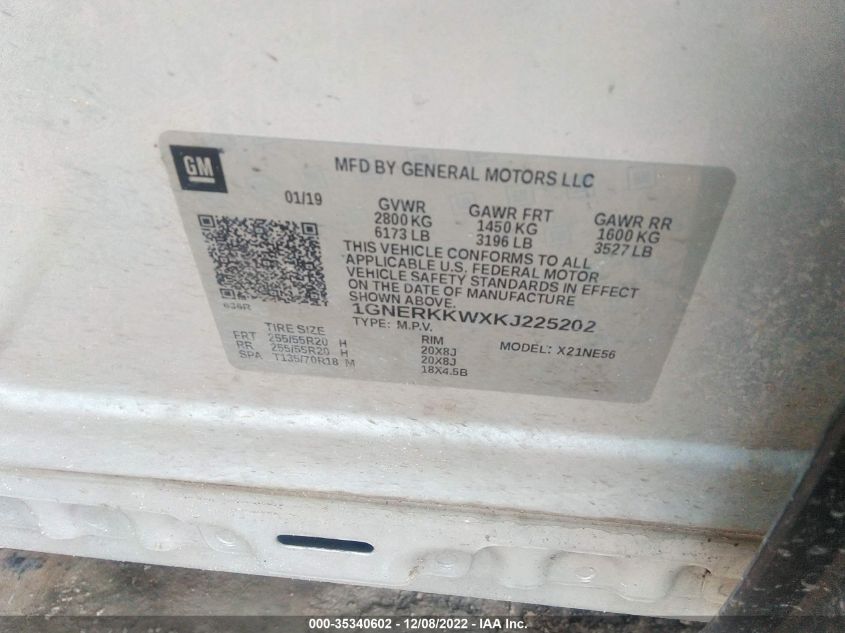 GM
MFD BY GENERAL MOTORS LLC
01/19
GVWR
2800 KG
6173 LB
GAWR FRT
1450 KG
3196 LB
GAWR RR
1600 KG
3527 LB
THIS VEHICLE CONFORMS TO ALL
APPLICABLE U.S. FEDERAL MOTOR
VEHICLE SAFETY STANDARDS IN EFFECT
ON THE DATE OF MANUFACTURE
SHOWN ABOVE.
636R
1GNERKKWXKJ225202
TYPE: M.P.V.
MODEL: X21NE56
TIRE SIZE
RIM
FRT 255/55R20 H 20X8J
RR 255/55R20 H 20X8J
SPA T135/70R18 M 18X4.5B
000-35340602 - 12/08/2022 - IAA Inc.